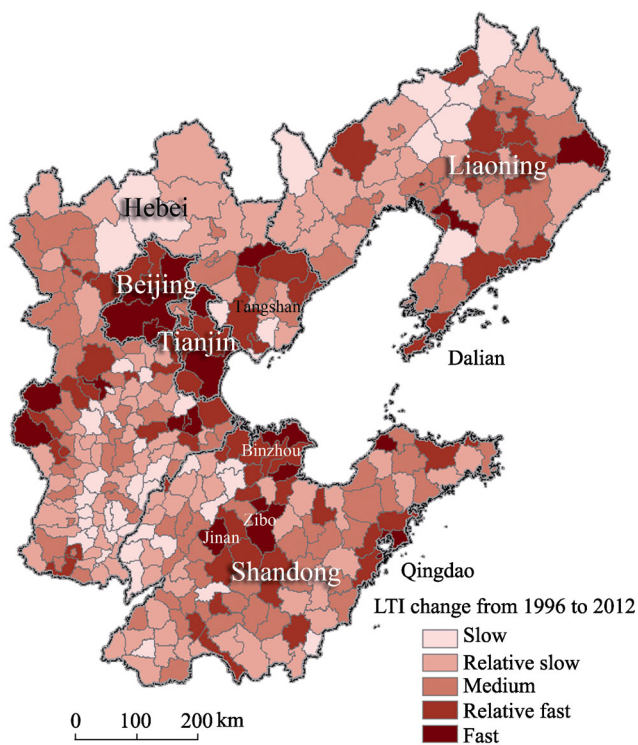 Liaoning
Hebei
Beijing
Tangshan
Tianjin
Dalian
Binzhou
Zibo
Jinan
Shandong
Qingdao
LTI change from 1996 to 2012
Slow
Relative slow
Medium
Relative fast
Fast
0 100 200 km